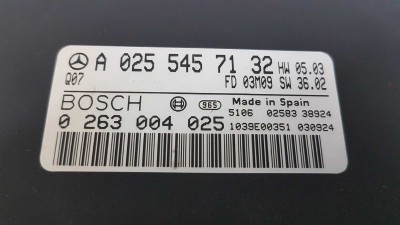 A 025 545 71 32 HW 05.03
Q07 FD 03M09 SW 36.02
BOSCH 965 Made in Spain
5106 02583 38924
0 263 004 025 1039E00351 030924